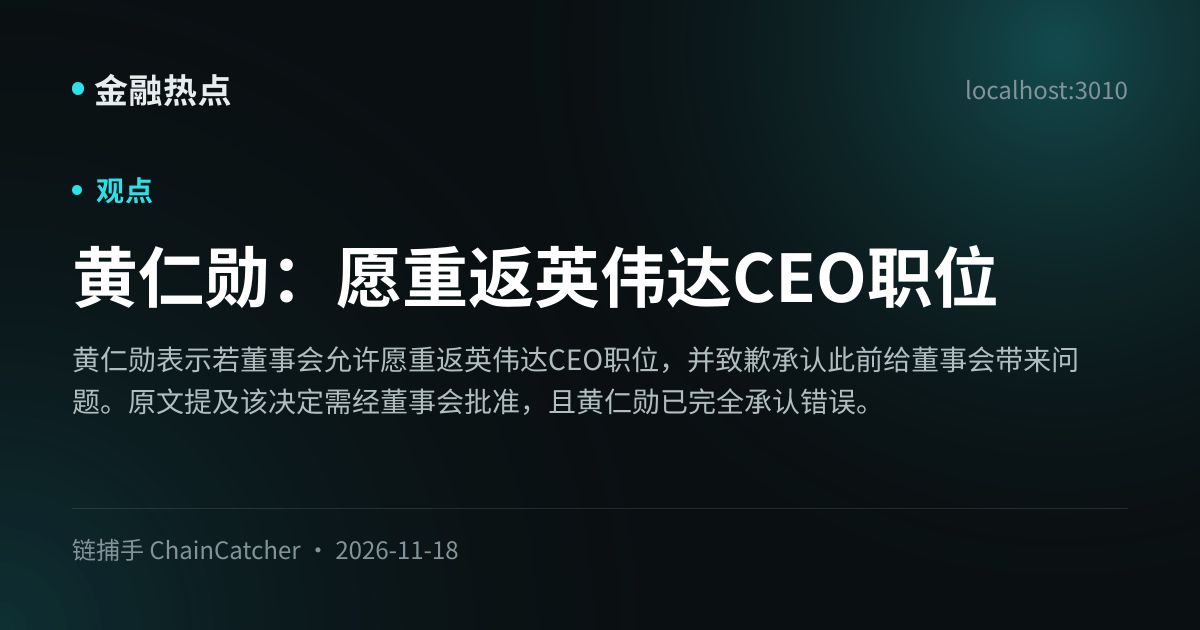 金融热点
localhost:3010
观点
黄仁勋：愿重返英伟达CEO职位
黄仁勋表示若董事会允许愿重返英伟达CEO职位，并致歉承认此前给董事会带来问
题。原文提及该决定需经董事会批准，且黄仁勋已完全承认错误。
链捕手 ChainCatcher · 2026-11-18